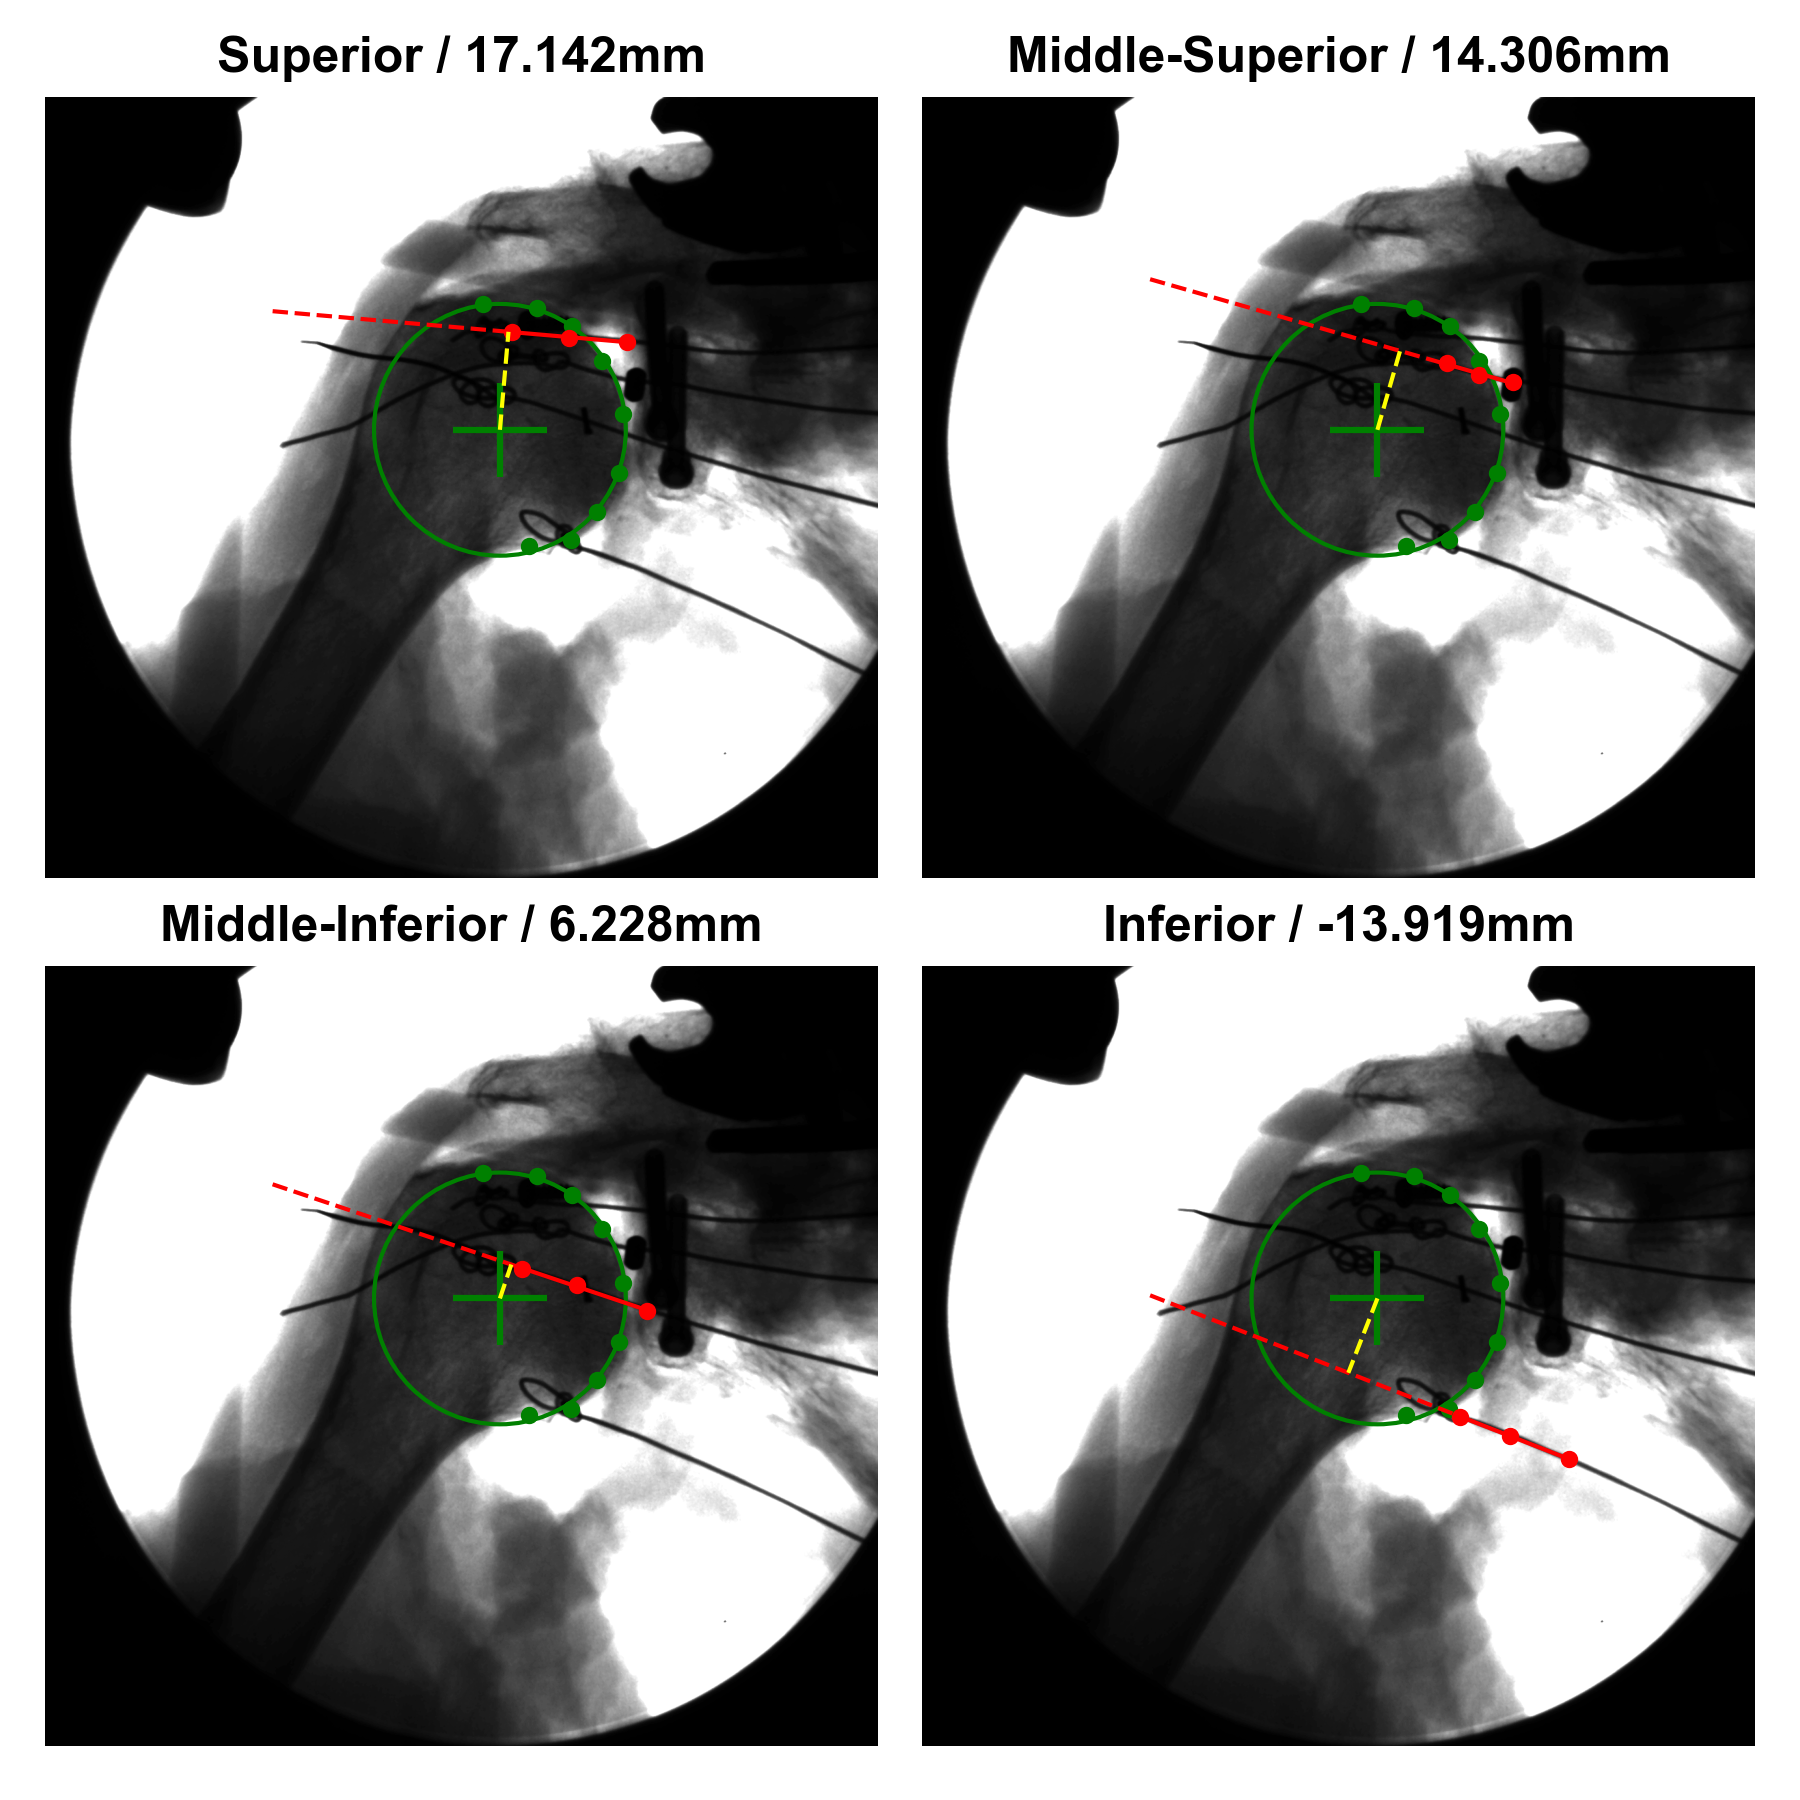 Superior / 17.142mm
Middle-Superior / 14.306mm
Middle-Inferior / 6.228mm
Inferior / -13.919mm